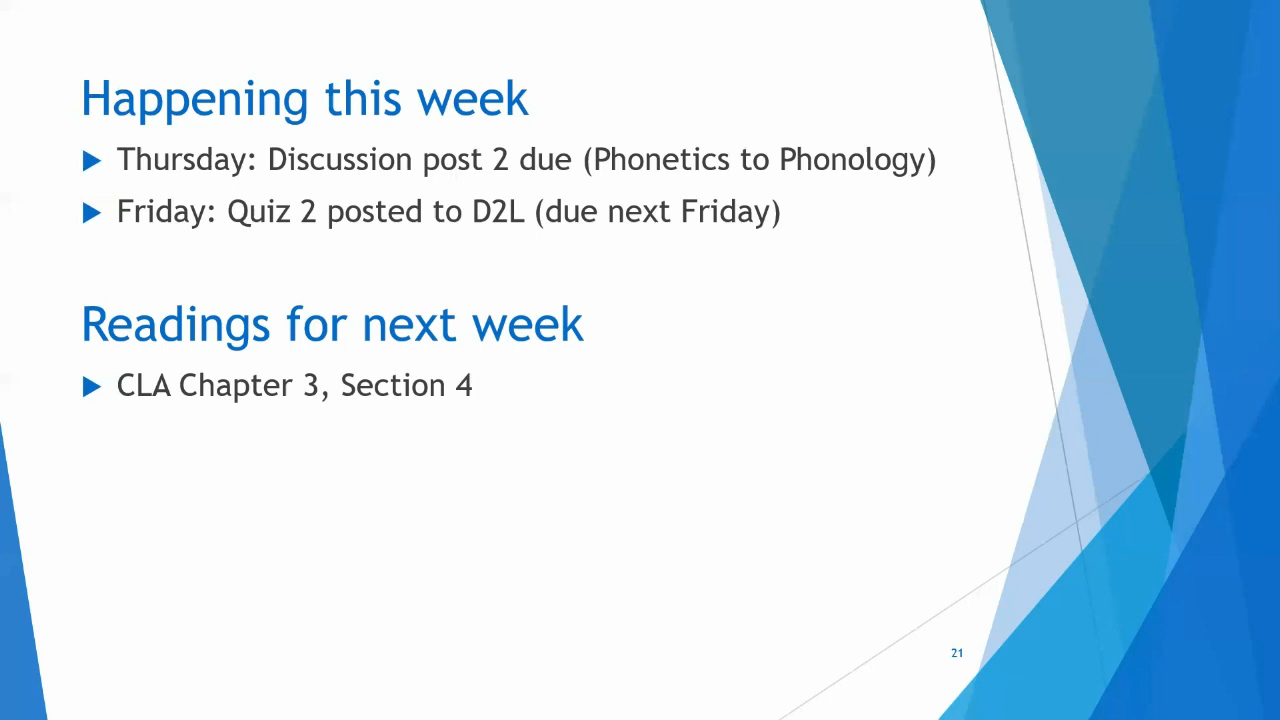 Happening this week
Thursday: Discussion post 2 due (Phonetics to Phonology)
Friday: Quiz 2 posted to D2L (due next Friday)
Readings for next week
CLA Chapter 3, Section 4
21